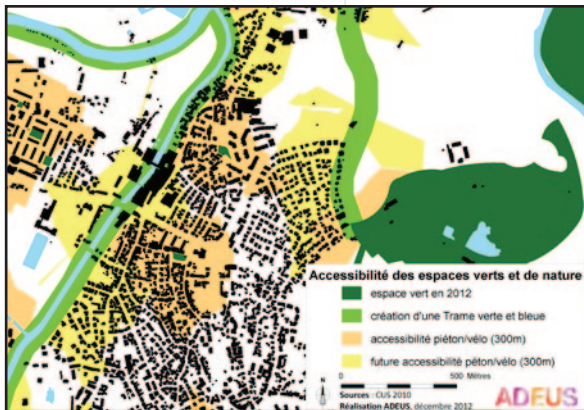 Accessibilité des espaces verts et de nature
espace vert en 2012
création d'une Trame verte et bleue
accessibilité piéton/vélo (300m)
future accessibilité péton/vélo (300m)
0 500 Mètres
N
Sources : CUS 2010
Réalisation ADEUS, décembre 2012
ADEUS